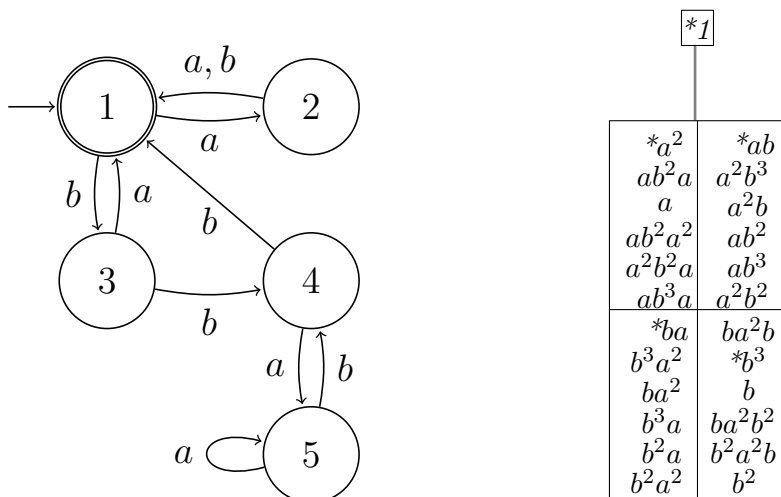 a, b
1
2
a
b
a
b
3
4
b
a
b
a
5
*1
*a² *ab
ab²a a²b³
a a²b
ab²a² ab²
a²b²a ab³
ab³a a²b²
*ba ba²b
b³a² *b³
ba² b
b³a ba²b²
b²a b²a²b
b²a² b²